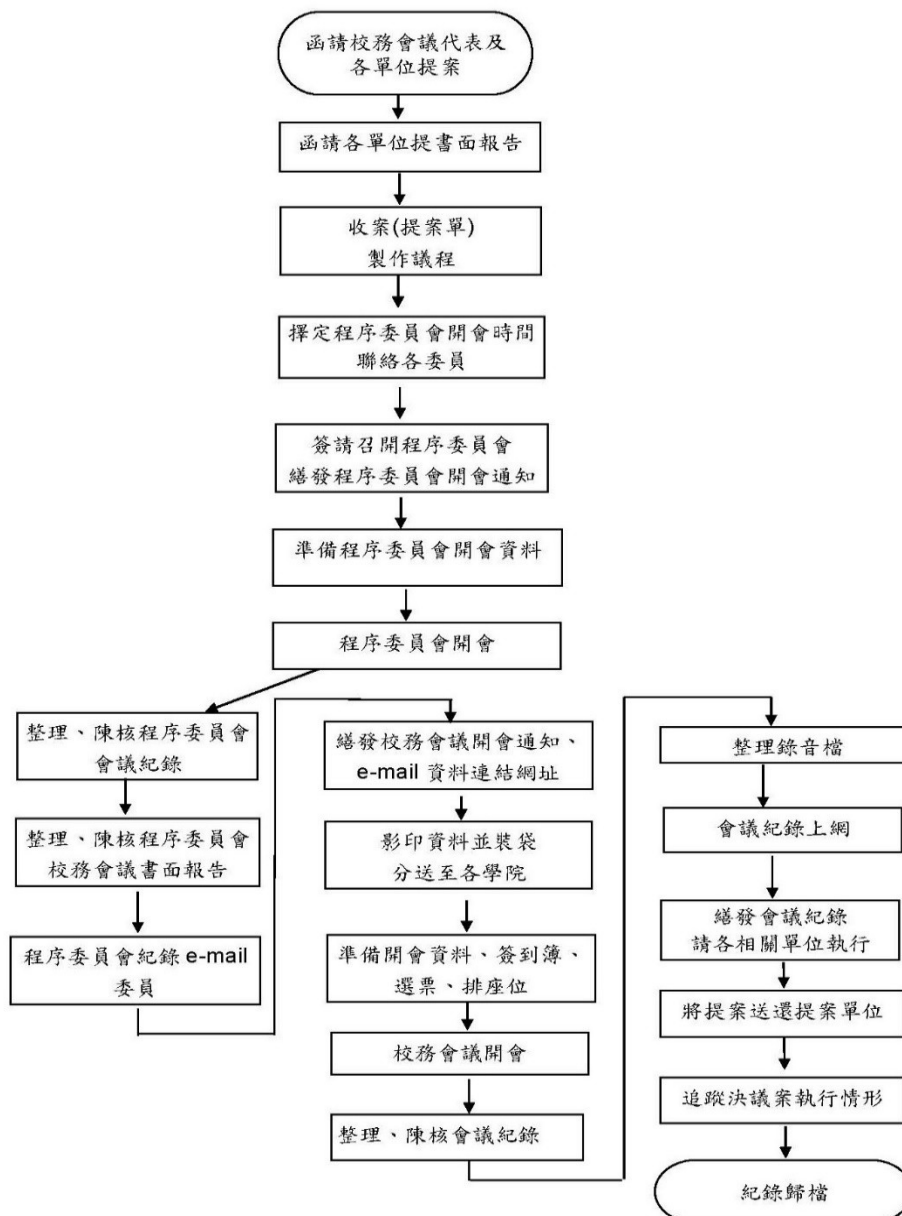 函請校務會議代表及
各單位提案
函請各單位提書面報告
收案(提案單)
製作議程
擇定程序委員會開會時間
聯絡各委員
簽請召開程序委員會
繕發程序委員會開會通知
準備程序委員會開會資料
程序委員會開會
整理、陳核程序委員會
會議紀錄
整理、陳核程序委員會
校務會議書面報告
程序委員會紀錄 e-mail
委員
繕發校務會議開會通知、
e-mail 資料連結網址
影印資料並裝袋
分送至各學院
準備開會資料、簽到簿、
選票、排座位
校務會議開會
整理、陳核會議紀錄
整理錄音檔
會議紀錄上網
繕發會議紀錄
請各相關單位執行
將提案送還提案單位
追蹤決議案執行情形
紀錄歸檔